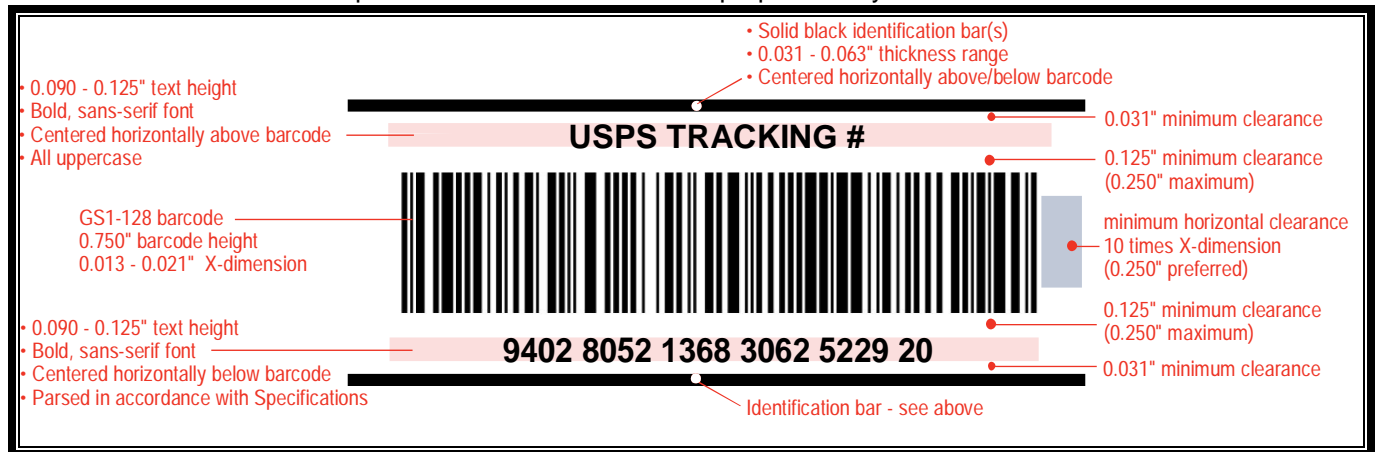 • Solid black identification bar(s)
• 0.031 - 0.063" thickness range
• Centered horizontally above/below barcode
• 0.090 - 0.125" text height
• Bold, sans-serif font
• Centered horizontally above barcode
• All uppercase
USPS TRACKING #
0.031" minimum clearance
0.125" minimum clearance
(0.250" maximum)
GS1-128 barcode
0.750" barcode height
0.013 - 0.021" X-dimension
minimum horizontal clearance
10 times X-dimension
(0.250" preferred)
0.125" minimum clearance
(0.250" maximum)
• 0.090 - 0.125" text height
• Bold, sans-serif font
• Centered horizontally below barcode
• Parsed in accordance with Specifications
9402 8052 1368 3062 5229 20
0.031" minimum clearance
Identification bar - see above